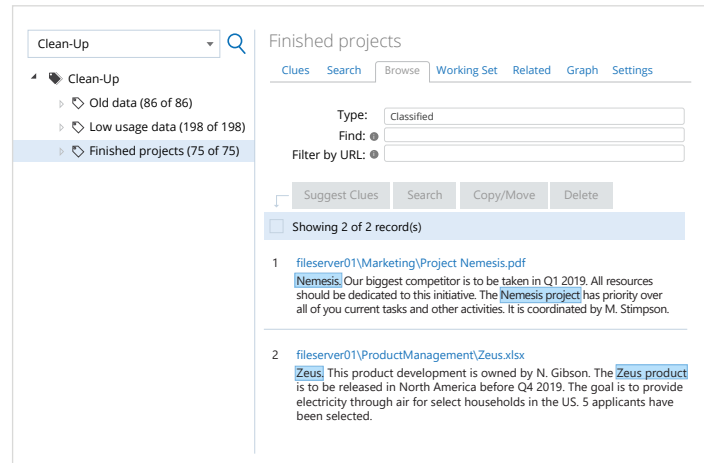 Clean-Up
Finished projects
Clues Search Browse Working Set Related Graph Settings
Clean-Up
Old data (86 of 86)
Low usage data (198 of 198)
Finished projects (75 of 75)
Type: Classified
Find:
Filter by URL:
Suggest Clues Search Copy/Move Delete
Showing 2 of 2 record(s)
1 fileserver01\Marketing\Project Nemesis.pdf
Nemesis. Our biggest competitor is to be taken in Q1 2019. All resources
should be dedicated to this initiative. The Nemesis project has priority over
all of you current tasks and other activities. It is coordinated by M. Stimpson.
2 fileserver01\ProductManagement\Zeus.xlsx
Zeus. This product development is owned by N. Gibson. The Zeus product
is to be released in North America before Q4 2019. The goal is to provide
electricity through air for select households in the US. 5 applicants have
been selected.